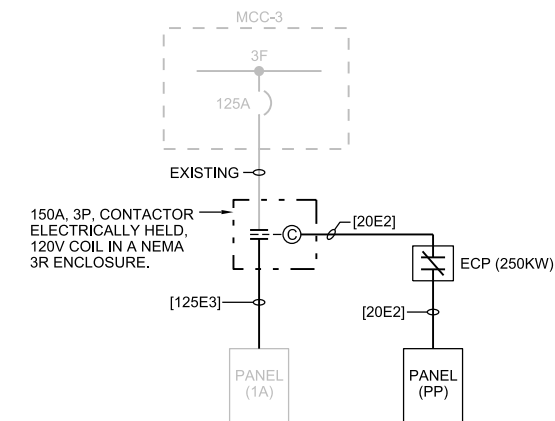 MCC-3
3F
125A
EXISTING
150A, 3P, CONTACTOR
ELECTRICALLY HELD,
120V COIL IN A NEMA
3R ENCLOSURE.
C
[20E2]
ECP (250KW)
[125E3]
[20E2]
PANEL
(1A)
PANEL
(PP)